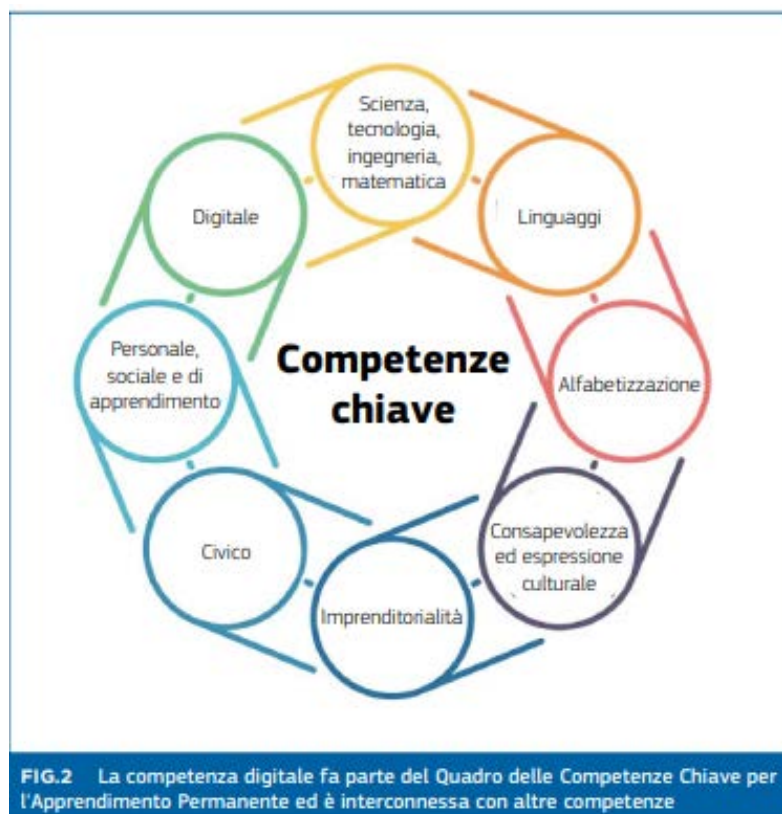 Scienza,
tecnologia,
ingegneria,
matematica
Linguaggi
Alfabetizzazione
Consapevolezza
ed espressione
culturale
Imprenditorialità
Civico
Personale,
sociale e di
apprendimento
Digitale
Competenze
chiave
FIG.2 La competenza digitale fa parte del Quadro delle Competenze Chiave per
l'Apprendimento Permanente ed è interconnessa con altre competenze